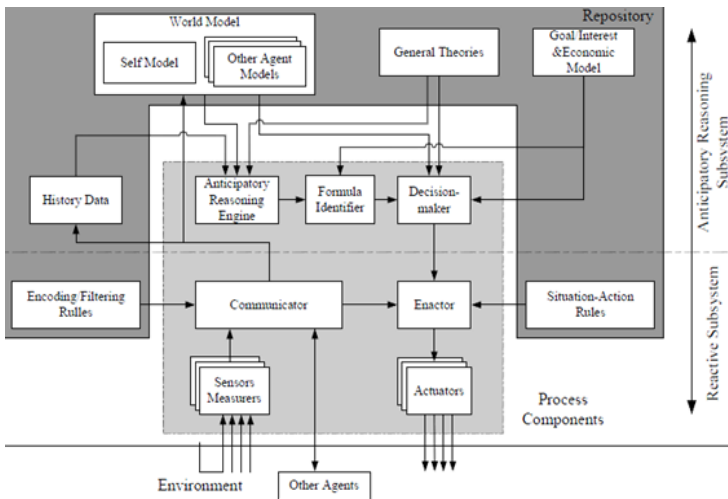 World Model
Repository
Self Model
Other Agent
Models
General Theories
Goal Interest
&Economic
Model
Anticipatory Reasoning
Subsystem
History Data
Anticipatory
Reasoning
Engine
Formula
Identifier
Decision-
maker
Encoding/Filtering
Rulles
Communicator
Enactor
Situation-Action
Rules
Reactive Subsystem
Sensors
Measurers
Actuators
Process
Components
Environment
Other Agents